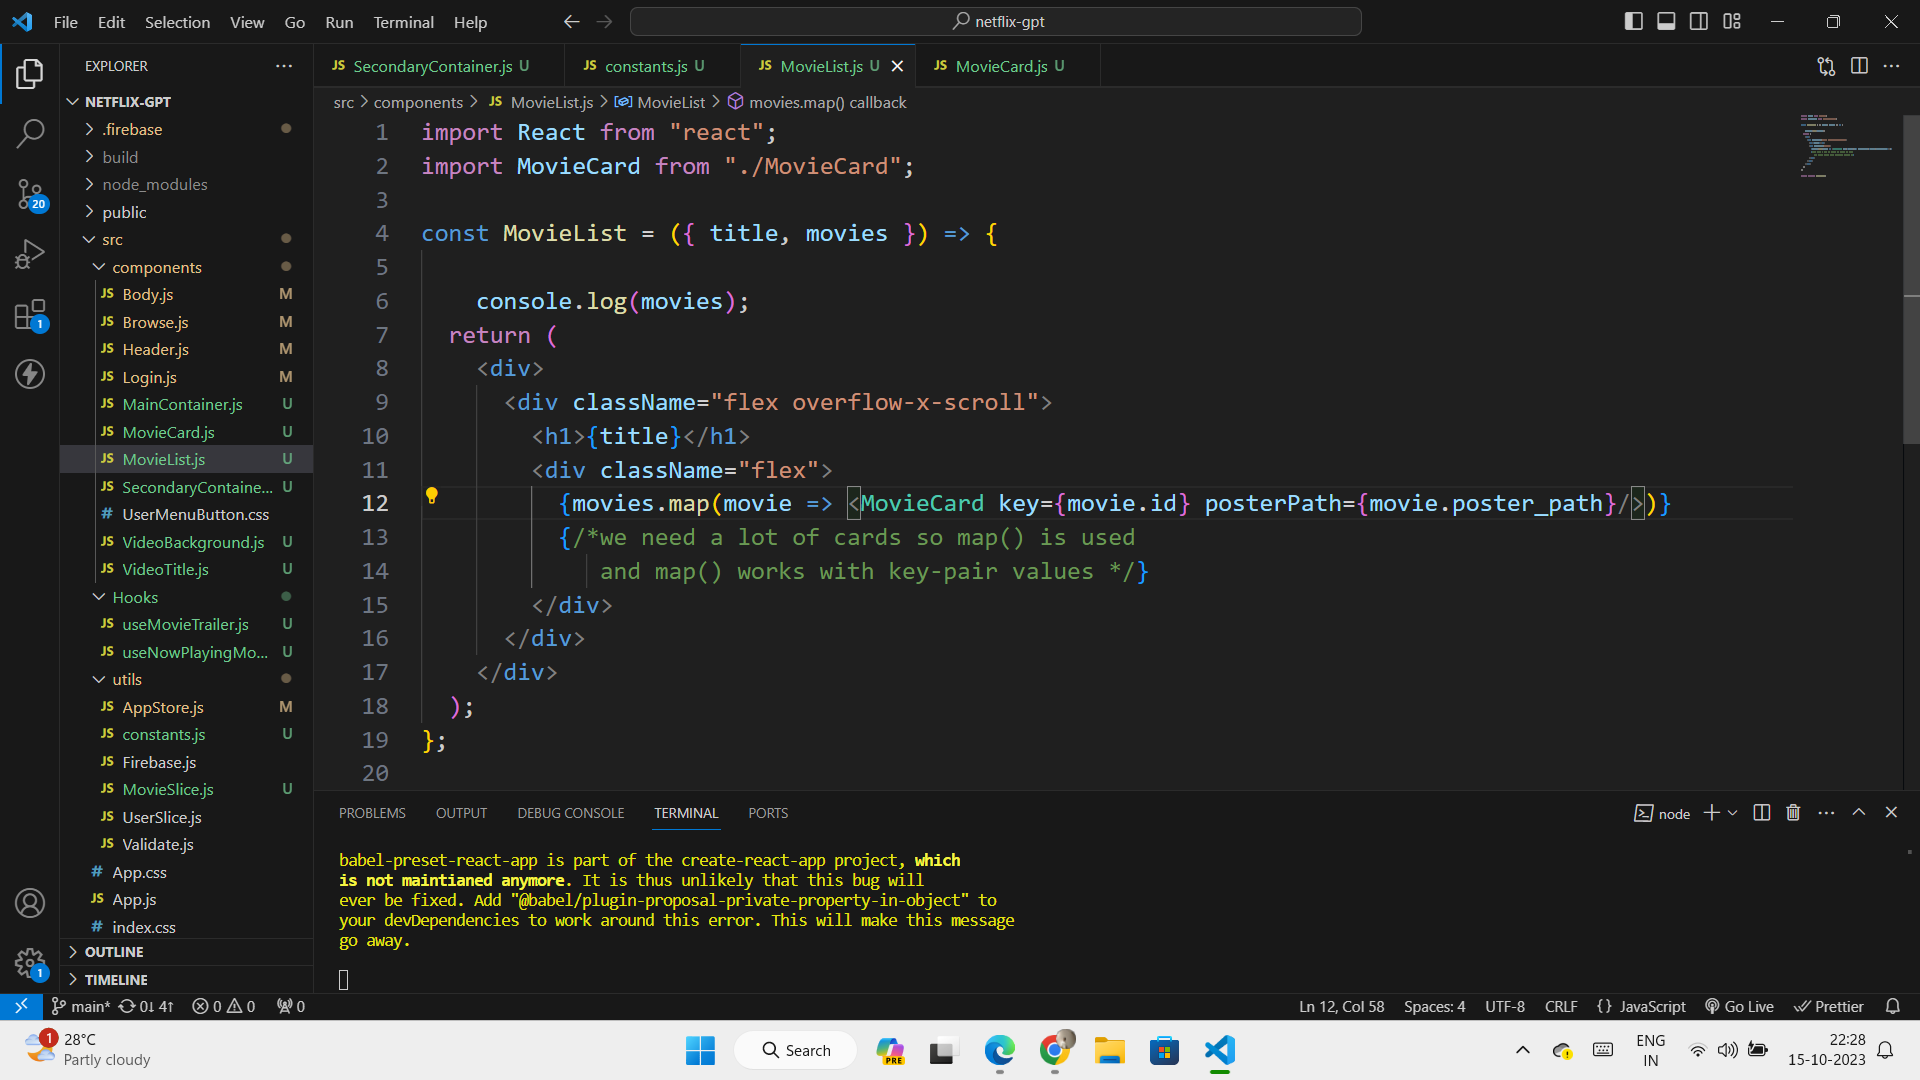 File Edit Selection View Go Run Terminal Help
netflix-gpt
EXPLORER
NETFLIX-GPT
.firebase
build
node_modules
public
src
components
JS Body.js M
JS Browse.js M
JS Header.js M
JS Login.js M
JS MainContainer.js U
JS MovieCard.js U
JS MovieList.js U
JS SecondaryContaine... U
# UserMenuButton.css
JS VideoBackground.js U
JS VideoTitle.js U
Hooks
JS useMovieTrailer.js U
JS useNowPlayingMo... U
utils
JS AppStore.js M
JS constants.js U
JS Firebase.js
JS MovieSlice.js U
JS UserSlice.js
JS Validate.js
# App.css
JS App.js
# index.css
OUTLINE
TIMELINE
20
1
1
JS SecondaryContainer.js U
JS constants.js U
JS MovieList.js U
JS MovieCard.js U
src > components > JS MovieList.js > MovieList > movies.map() callback
1 import React from "react";
2 import MovieCard from "./MovieCard";
3
4 const MovieList = ({ title, movies }) => {
5
6 console.log(movies);
7 return (
8 <div>
9 <div className="flex overflow-x-scroll">
10 <h1>{title}</h1>
11 <div className="flex">
12 {movies.map(movie => <MovieCard key={movie.id} posterPath={movie.poster_path}/>)}
13 {/*we need a lot of cards so map() is used
14 and map() works with key-pair values */}
15 </div>
16 </div>
17 </div>
18 );
19 };
20
PROBLEMS OUTPUT DEBUG CONSOLE TERMINAL PORTS
node
babel-preset-react-app is part of the create-react-app project, which
is not maintianed anymore. It is thus unlikely that this bug will
ever be fixed. Add "@babel/plugin-proposal-private-property-in-object" to
your devDependencies to work around this error. This will make this message
go away.
main* 0↓ 4↑ 0 0 0
Ln 12, Col 58 Spaces: 4 UTF-8 CRLF {} JavaScript Go Live Prettier
1
28°C
Partly cloudy
Search
PRE
ENG
IN
22:28
15-10-2023